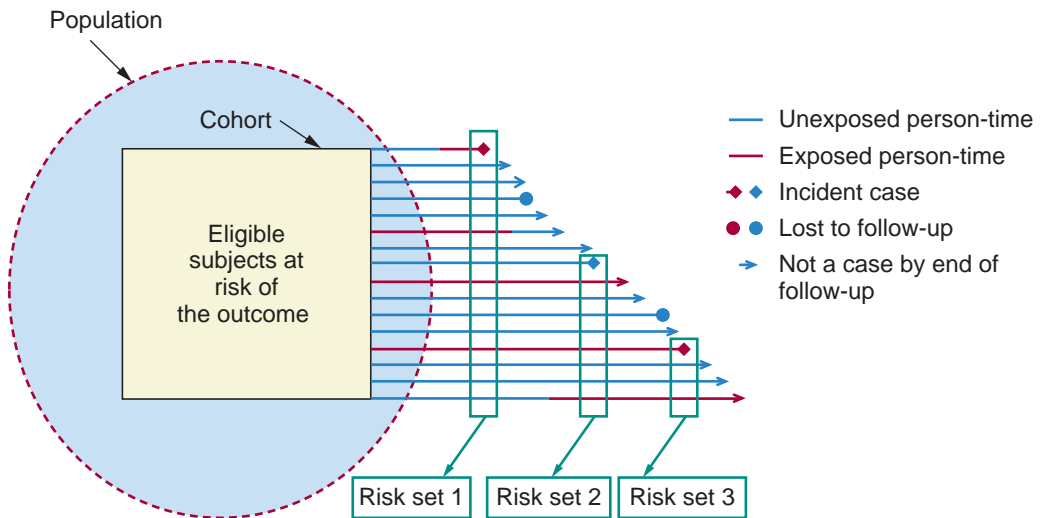 Population
Cohort
Eligible
subjects at
risk of
the outcome
Unexposed person-time
Exposed person-time
Incident case
Lost to follow-up
Not a case by end of
follow-up
Risk set 1
Risk set 2
Risk set 3